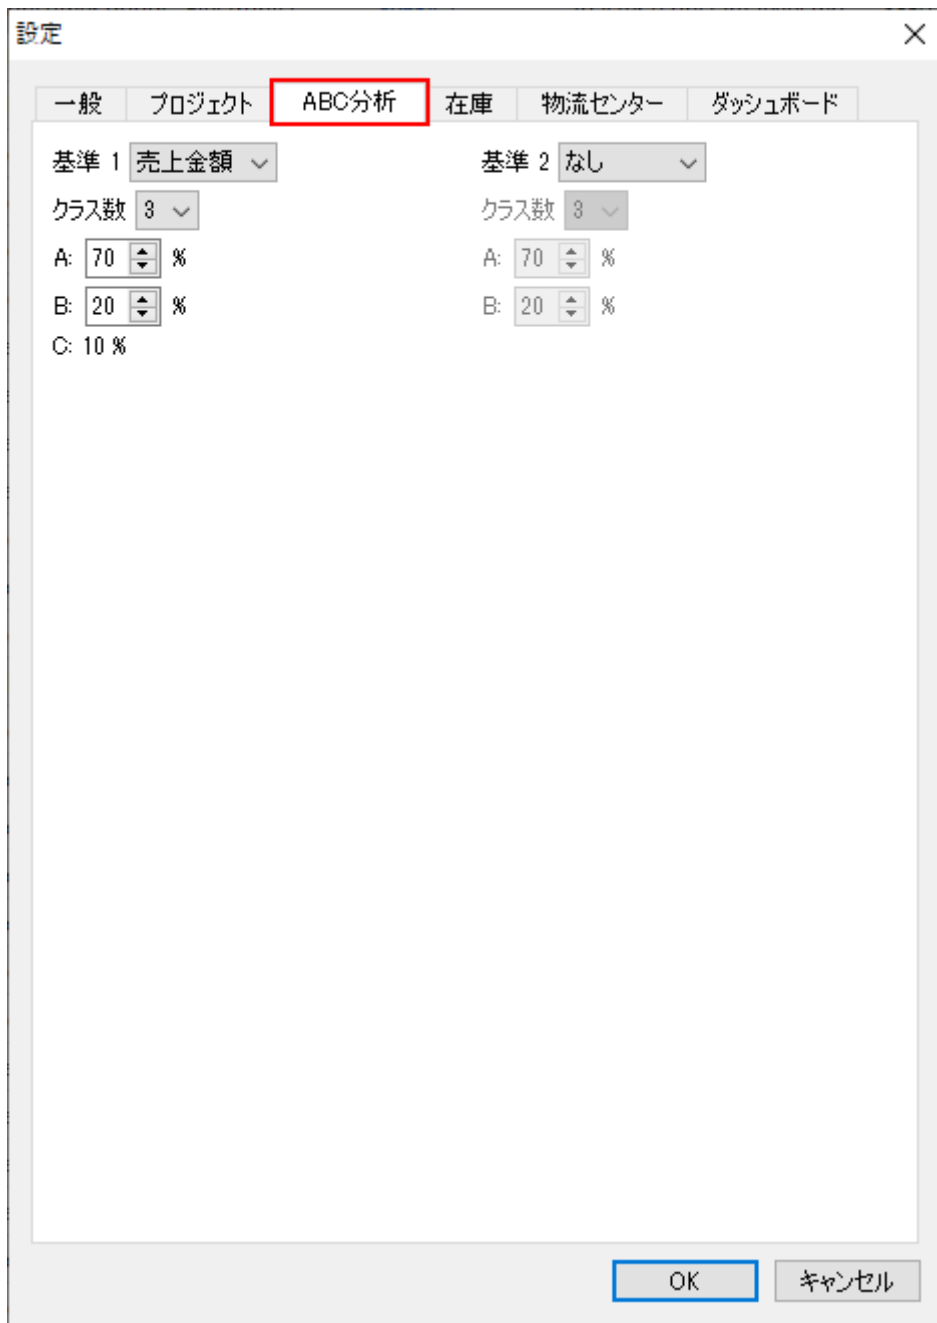 設定
一般 プロジェクト ABC分析 在庫 物流センター ダッシュボード
基準 1 売上金額 基準 2 なし
クラス数 3 クラス数 3
A: 70 % A: 70 %
B: 20 % B: 20 %
C: 10 %
OK キャンセル